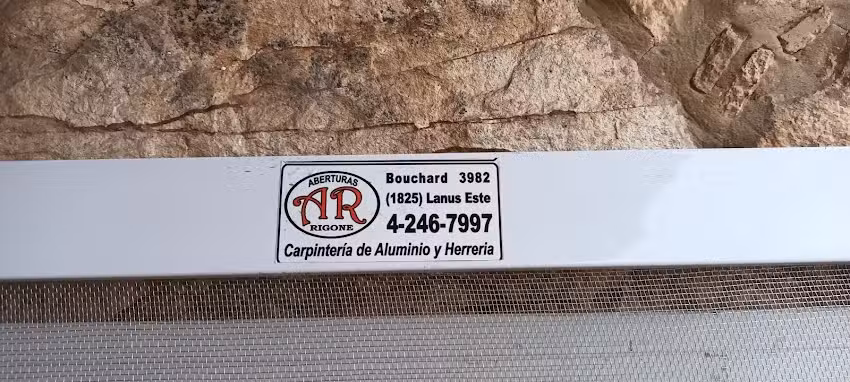 ABERTURAS
AR
RIGONE
Bouchard 3982
(1825) Lanus Este
4-246-7997
Carpintería de Aluminio y Herreria